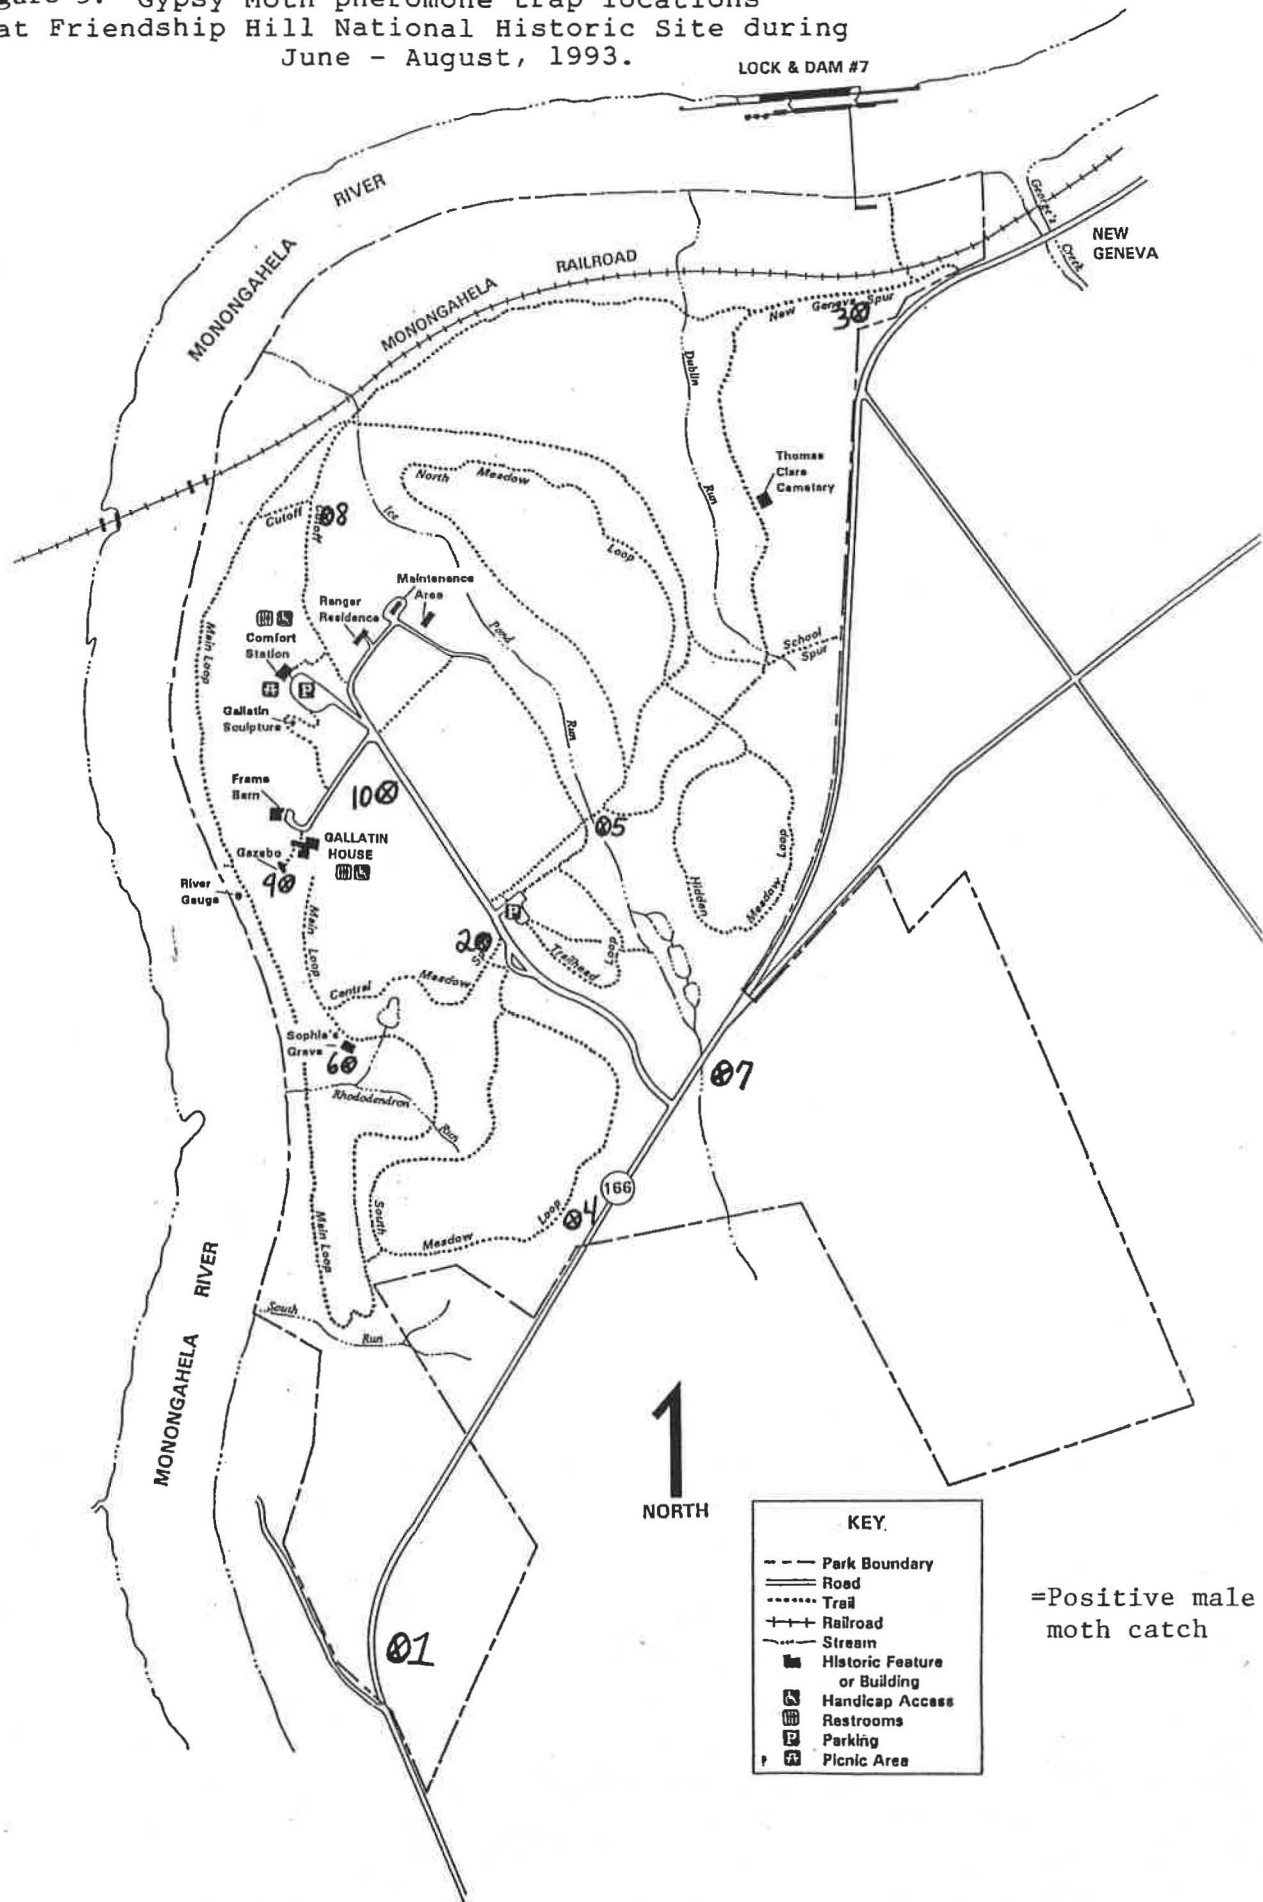 Gypsy Moth pheromone trap locations
at Friendship Hill National Historic Site during
June - August, 1993.
LOCK & DAM #7
MONONGAHELA RIVER
George's Creek
NEW
GENEVA
MONONGAHELA RAILROAD
New Geneva Spur
3
Dublin Run
Thomas
Clare
Cemetery
North Meadow Loop
Cutoff
Cutoff
8
Ice Pond Run
Maintenance
Area
Ranger
Residence
Comfort
Station
School
Spur
Main Loop
P
Gallatin
Sculpture
Frame
Barn
10
5
GALLATIN
HOUSE
Gazebo
9
River
Gauge
Hidden Meadow Loop
Main Loop
P
2
Trailhead Loop
Central Meadow
Sophia's
Grave
6
7
Rhododendron Run
166
4
South Meadow Loop
Main Loop
MONONGAHELA RIVER
South Run
NORTH
KEY
Park Boundary
Road
Trail
Railroad
Stream
Historic Feature
or Building
Handicap Access
Restrooms
P Parking
Picnic Area
=Positive male
moth catch
1